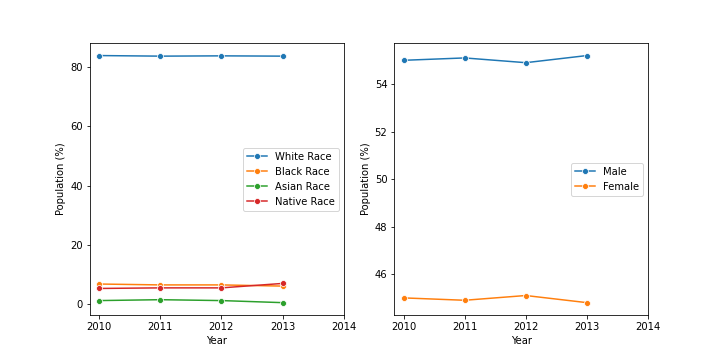 80
60
40
20
0
Population (%)
2010 2011 2012 2013 2014
Year
White Race
Black Race
Asian Race
Native Race
54
52
50
48
46
Population (%)
2010 2011 2012 2013 2014
Year
Male
Female